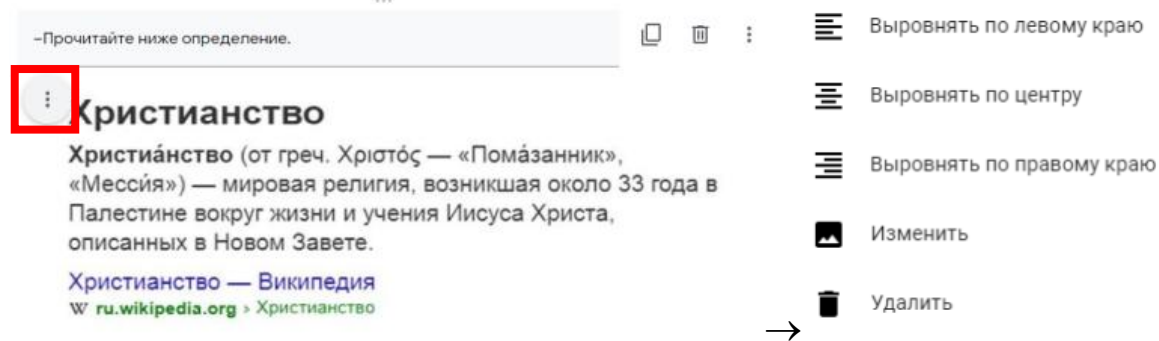 –Прочитайте ниже определение.
Христианство
Христиа́нство (от греч. Χριστός — «Пома́занник»,
«Месси́я») — мировая религия, возникшая около 33 года в
Палестине вокруг жизни и учения Иисуса Христа,
описанных в Новом Завете.
Христианство — Википедия
W ru.wikipedia.org › Христианство
→
Выровнять по левому краю
Выровнять по центру
Выровнять по правому краю
Изменить
Удалить